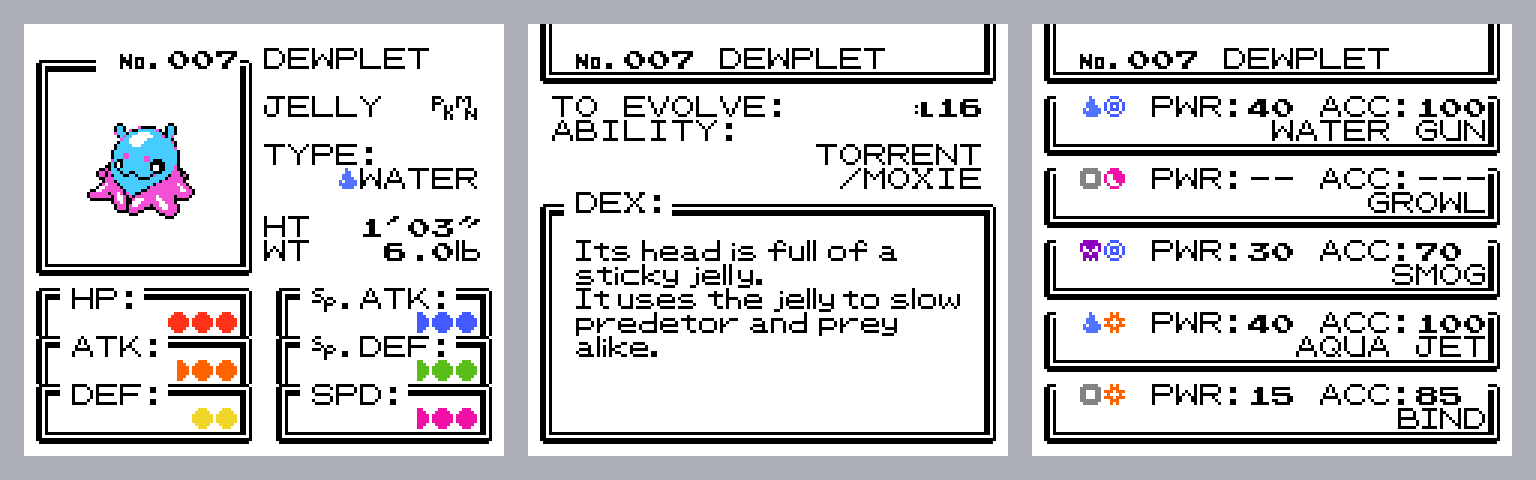 No.007 DEWPLET
JELLY PKMN
TYPE:
WATER
HT 1´03˝
WT 6.0lb
HP:
ATK:
DEF:
Sp.ATK:
Sp.DEF:
SPD:
No.007 DEWPLET
TO EVOLVE: :L16
ABILITY:
TORRENT
/MOXIE
DEX:
Its head is full of a
sticky jelly.
It uses the jelly to slow
predetor and prey
alike.
No.007 DEWPLET
PWR:40 ACC:100
WATER GUN
PWR:-- ACC:---
GROWL
PWR:30 ACC:70
SMOG
PWR:40 ACC:100
AQUA JET
PWR:15 ACC:85
BIND